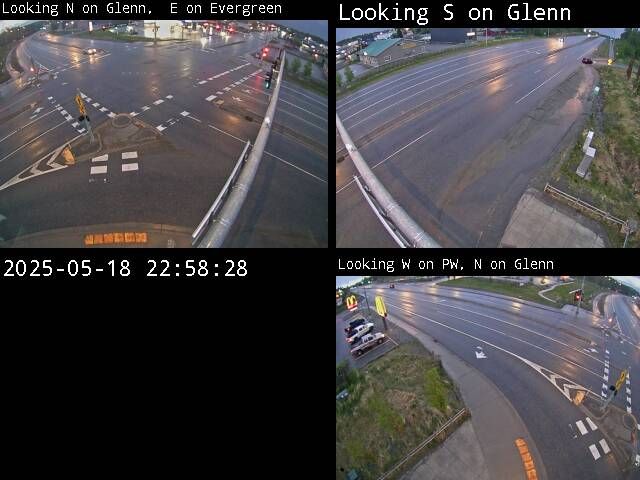 Looking N on Glenn,  E on Evergreen
Looking S on Glenn
2025-05-18 22:58:28
Looking W on PW, N on Glenn